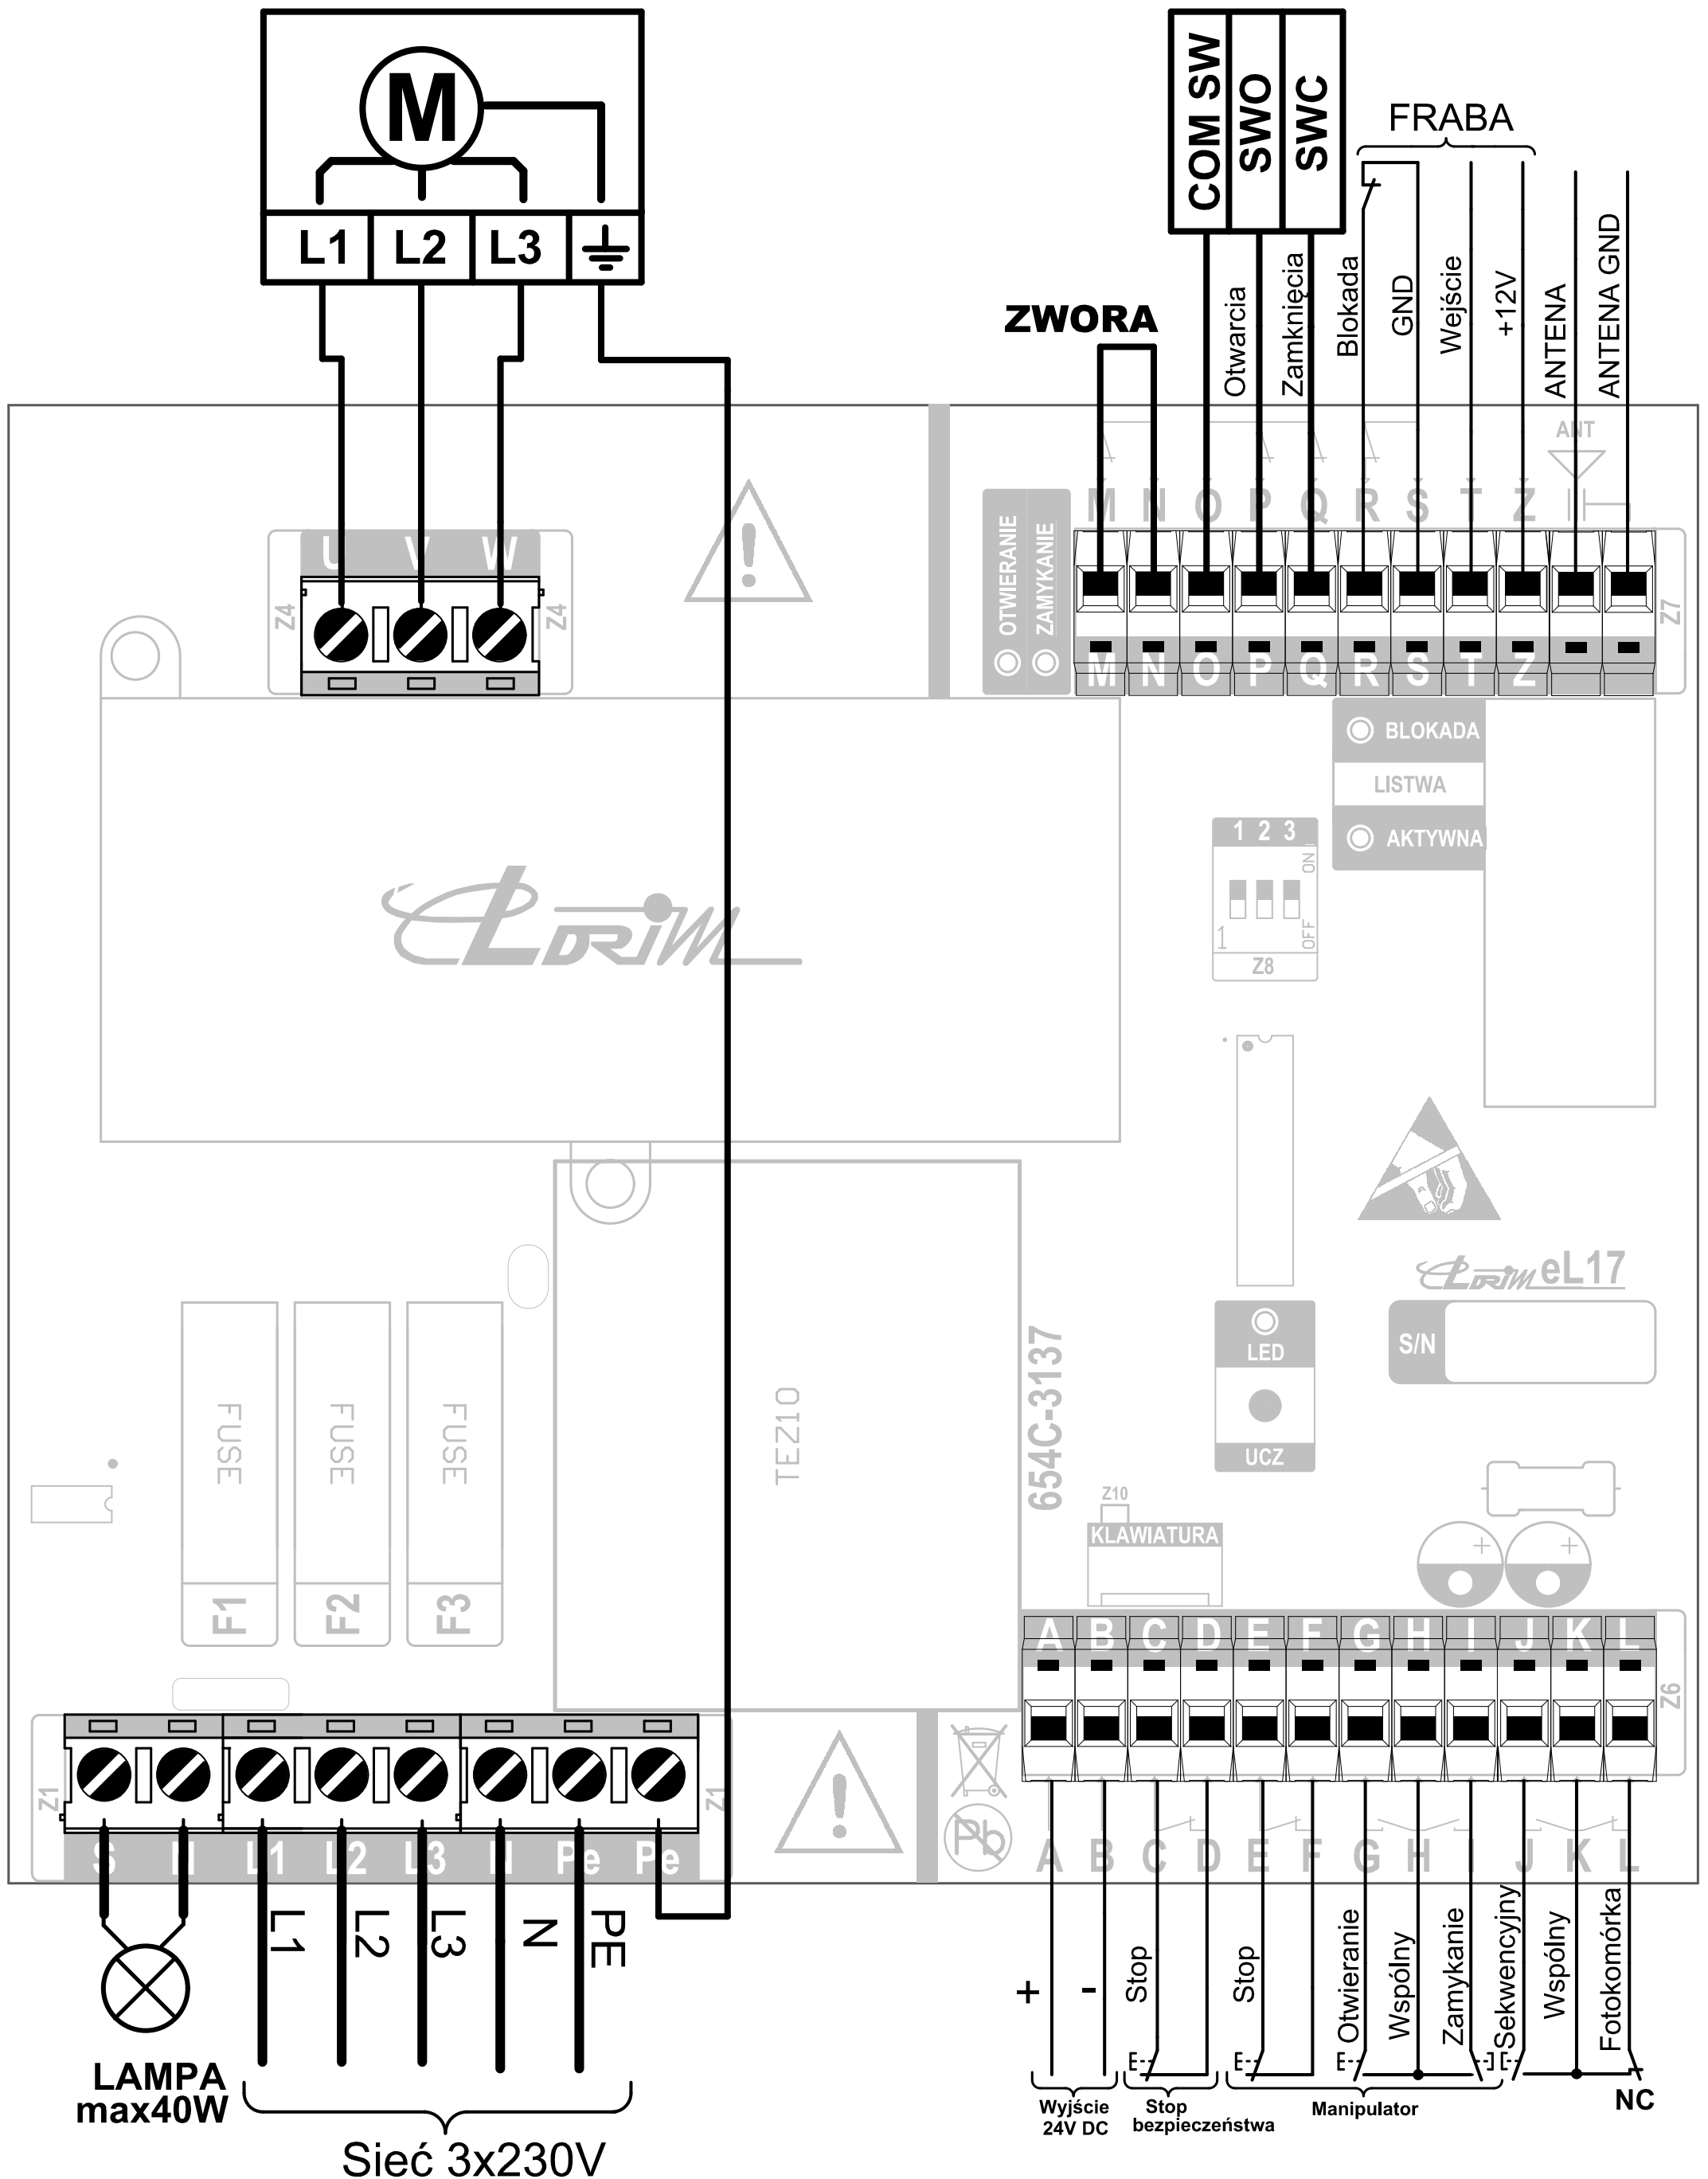 M
L1 L2 L3
COM SW
SWO
SWC
FRABA
ZWORA
Otwarcia
Zamknięcia
Blokada
GND
Wejście
+12V
ANTENA
ANTENA GND
ANT
M N O P Q R S T Z
U V W
Z4
Z4
OTWIERANIE
ZAMYKANIE
Z7
M N O P Q R S T Z
BLOKADA
LISTWA
AKTYWNA
1 2 3
ON
OFF
1
Z8
ELDRIM
ELDRIM eL17
S/N
LED
UCZ
654C-3137
TEZ10
FUSE
FUSE
FUSE
F1
F2
F3
Z10
KLAWIATURA
+
+
A B C D E F G H I J K L
Z6
Z1
Z1
S N L1 L2 L3 N Pe Pe
Pb
A B C D E F G H I J K L
L1
L2
L3
N
PE
+
-
Stop
Stop
Otwieranie
Wspólny
Zamykanie
Sekwencyjny
Wspólny
Fotokomórka
LAMPA
max40W
Sieć 3x230V
Wyjście
24V DC
Stop
bezpieczeństwa
Manipulator
NC